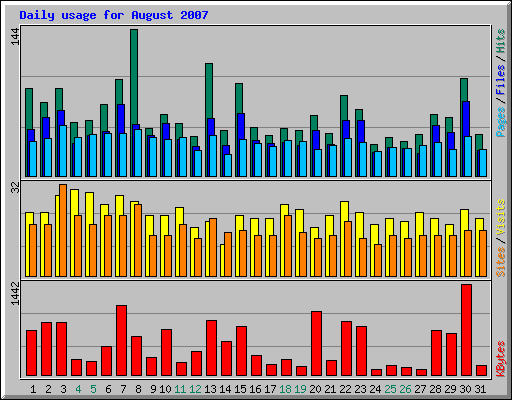 Daily usage for August 2007
144
Pages / Files / Hits
32
Sites / Visits
1442
KBytes
1 2 3 4 5 6 7 8 9 10 11 12 13 14 15 16 17 18 19 20 21 22 23 24 25 26 27 28 29 30 31